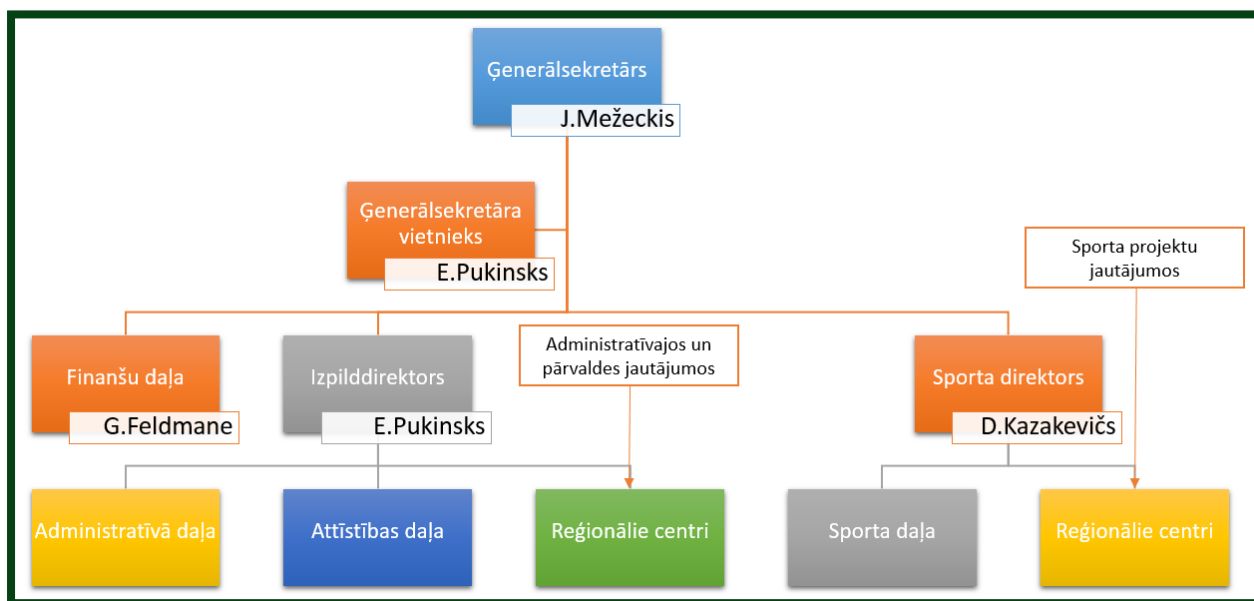 Ģenerālsekretārs
J.Mežeckis
Ģenerālsekretāra
vietnieks
E.Pukinsks
Sporta projektu
jautājumos
Administratīvajos un
pārvaldes jautājumos
Finanšu daļa
G.Feldmane
Izpilddirektors
E.Pukinsks
Sporta direktors
D.Kazakevičs
Administratīvā daļa
Attīstības daļa
Reģionālie centri
Sporta daļa
Reģionālie centri